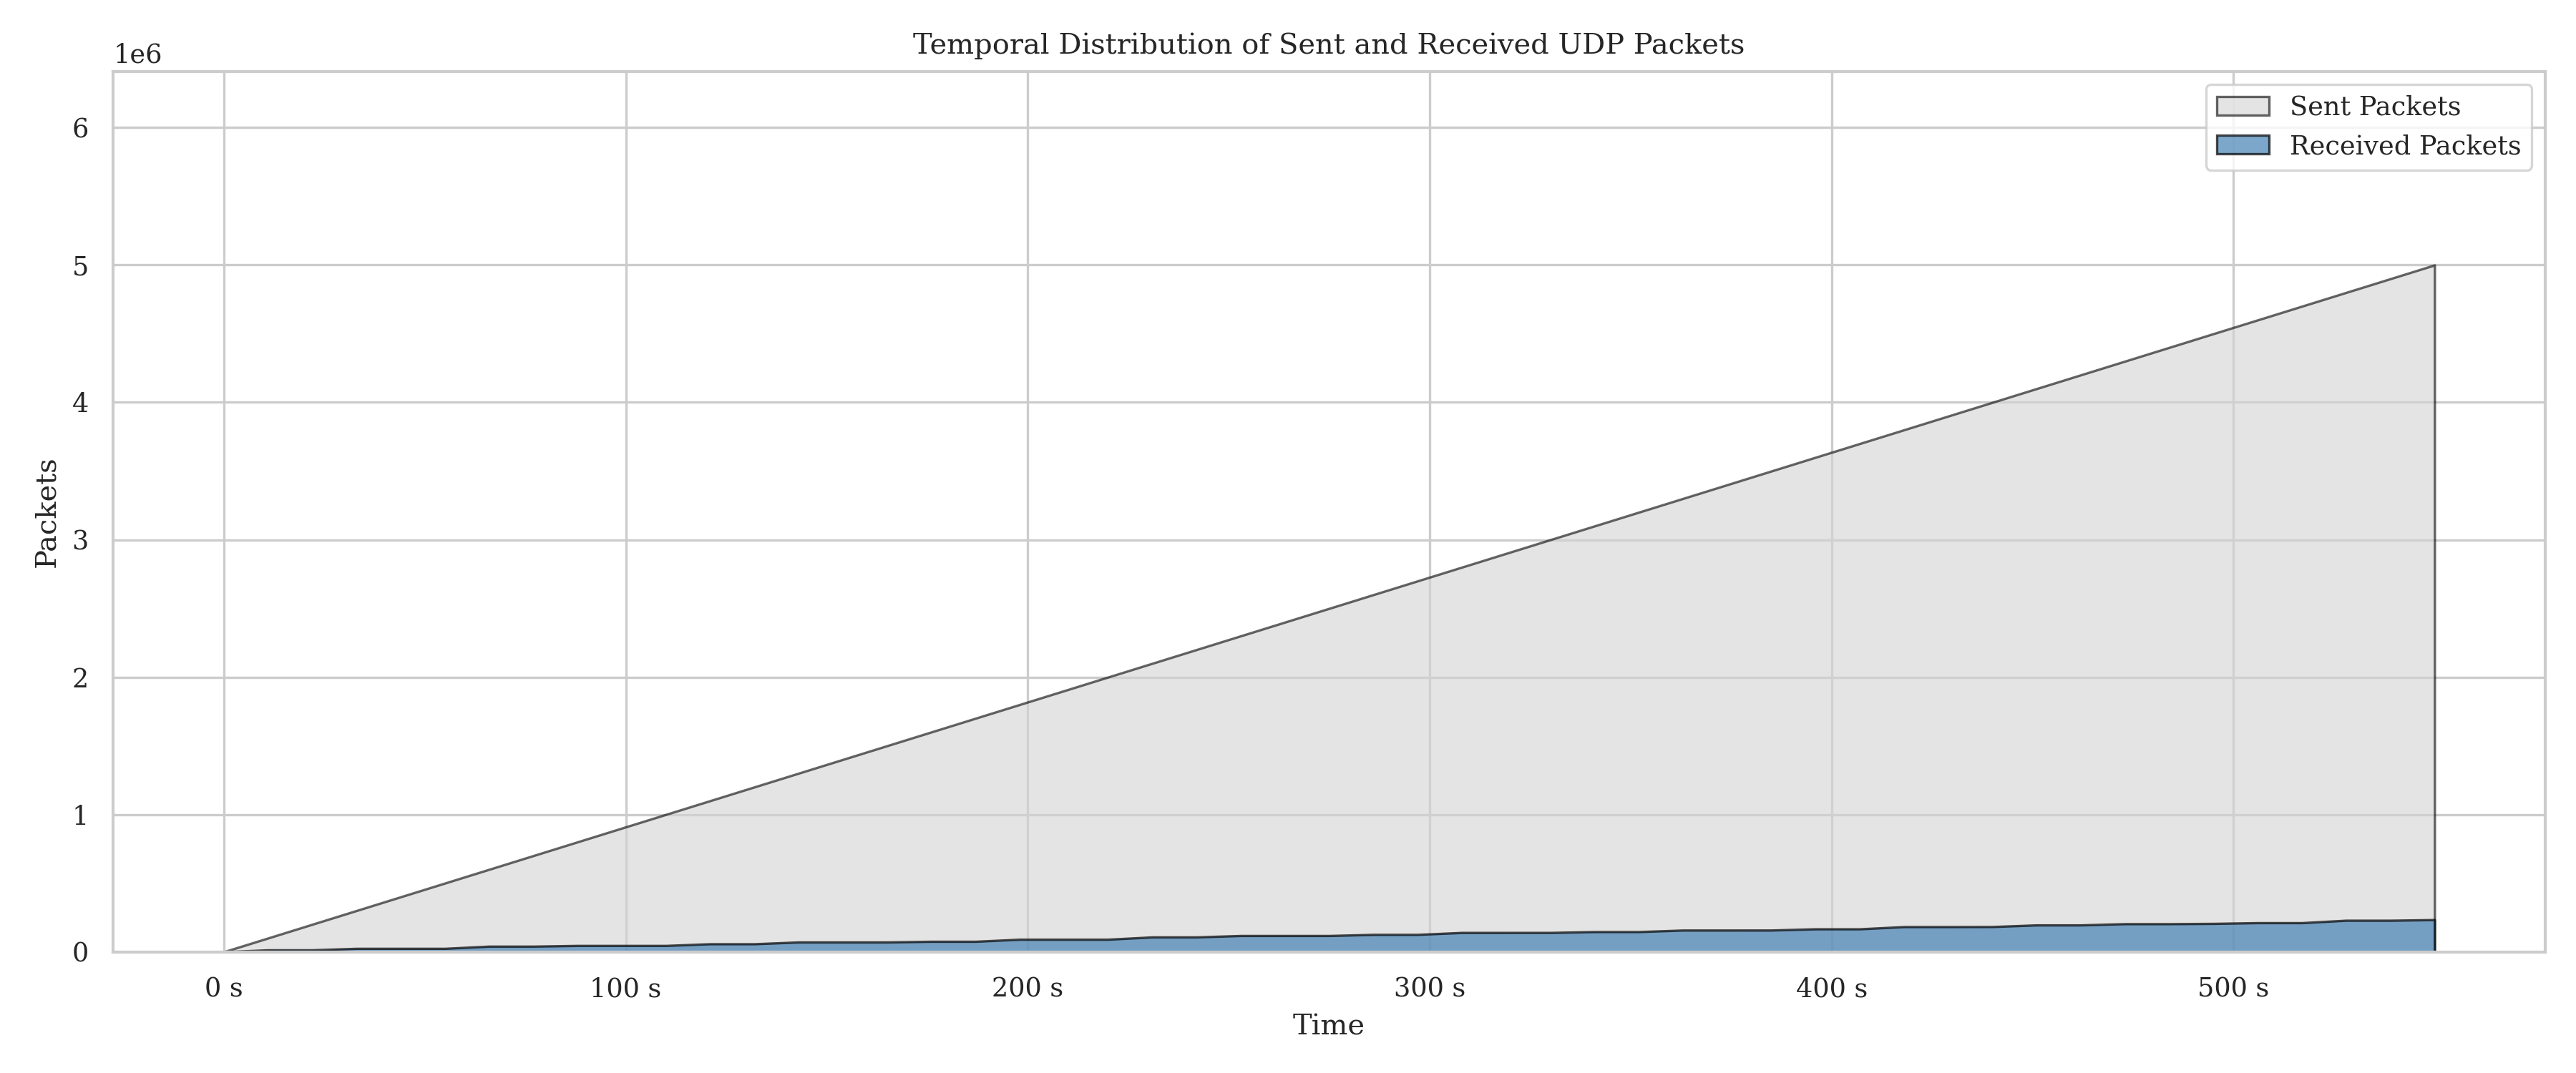 Temporal Distribution of Sent and Received UDP Packets
1e6
Sent Packets
Received Packets
6
5
4
3
2
1
0
Packets
0 s
100 s
200 s
300 s
400 s
500 s
Time